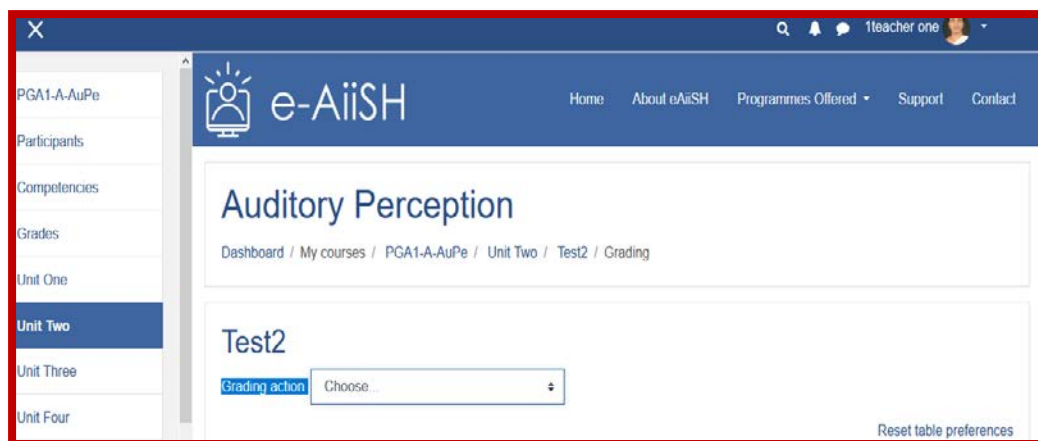 X
1teacher one
e-AiiSH
Home About eAiiSH Programmes Offered Support Contact
PGA1-A-AuPe
Participants
Competencies
Grades
Unit One
Unit Two
Unit Three
Unit Four
Auditory Perception
Dashboard / My courses / PGA1-A-AuPe / Unit Two / Test2 / Grading
Test2
Grading action Choose...
Reset table preferences